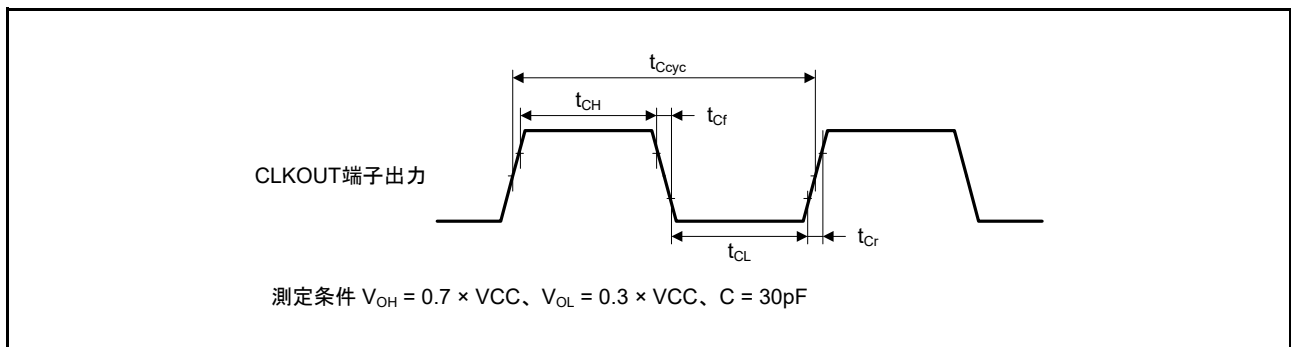 tCcyc
tCH
tCf
CLKOUT端子出力
tCL
tCr
測定条件 VOH = 0.7 × VCC、VOL = 0.3 × VCC、C = 30pF